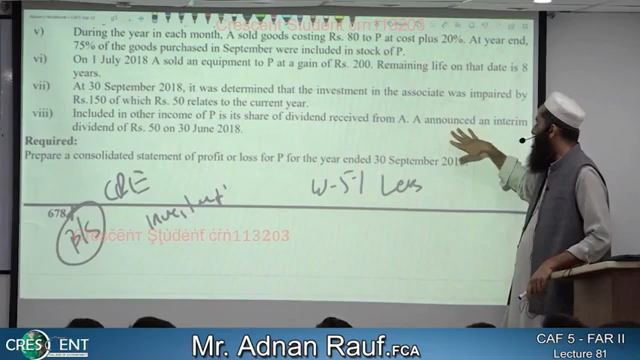 Crescent Student crn 113203
v) During the year in each month, A sold goods costing Rs. 80 to P at cost plus 20%. At year end,
75% of the goods purchased in September were included in stock of P.
vi) On 1 July 2018 A sold an equipment to P at a gain of Rs. 200. Remaining life on that date is 8
years.
vii) At 30 September 2018, it was determined that the investment in the associate was impaired by
Rs.150 of which Rs. 50 relates to the current year.
viii) Included in other income of P is its share of dividend received from A. A announced an interim
dividend of Rs. 50 on 30 June 2018.
Required:
Prepare a consolidated statement of profit or loss for P for the year ended 30 September 201
CRE
W-5-1 Less
678
B/S
Crescent Student crn113203
CRESCENT
Mr. Adnan Rauf.FCA
CAF 5 - FAR II
Lecture 81